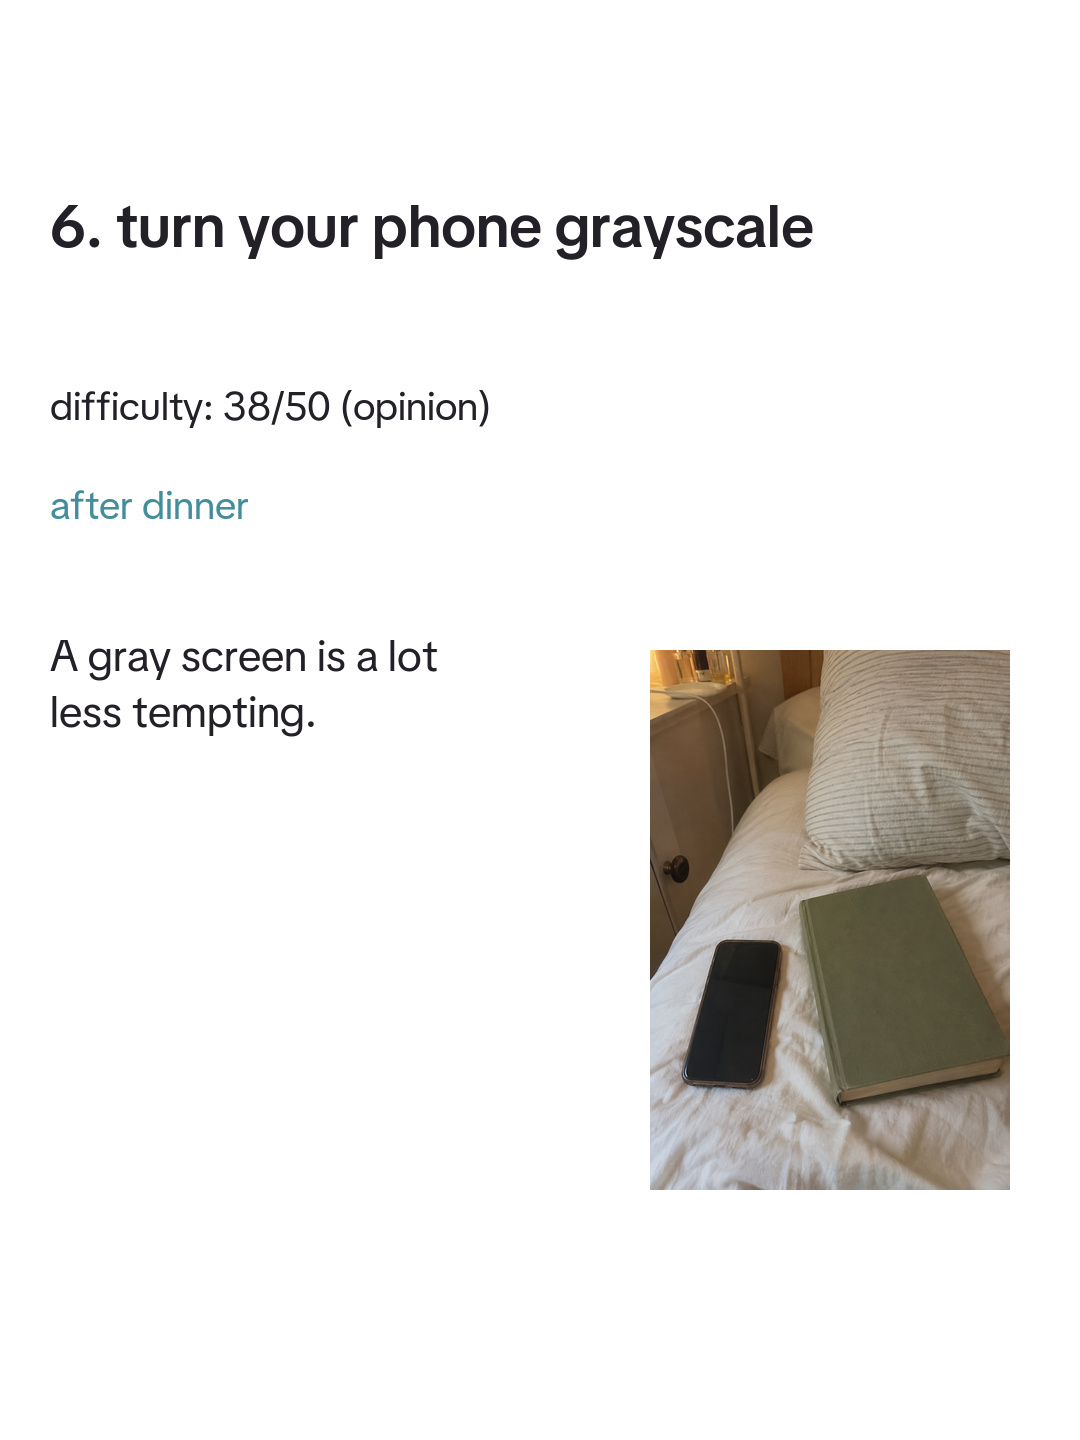 6. turn your phone grayscale
difficulty: 38/50 (opinion)
after dinner
A gray screen is a lot
less tempting.